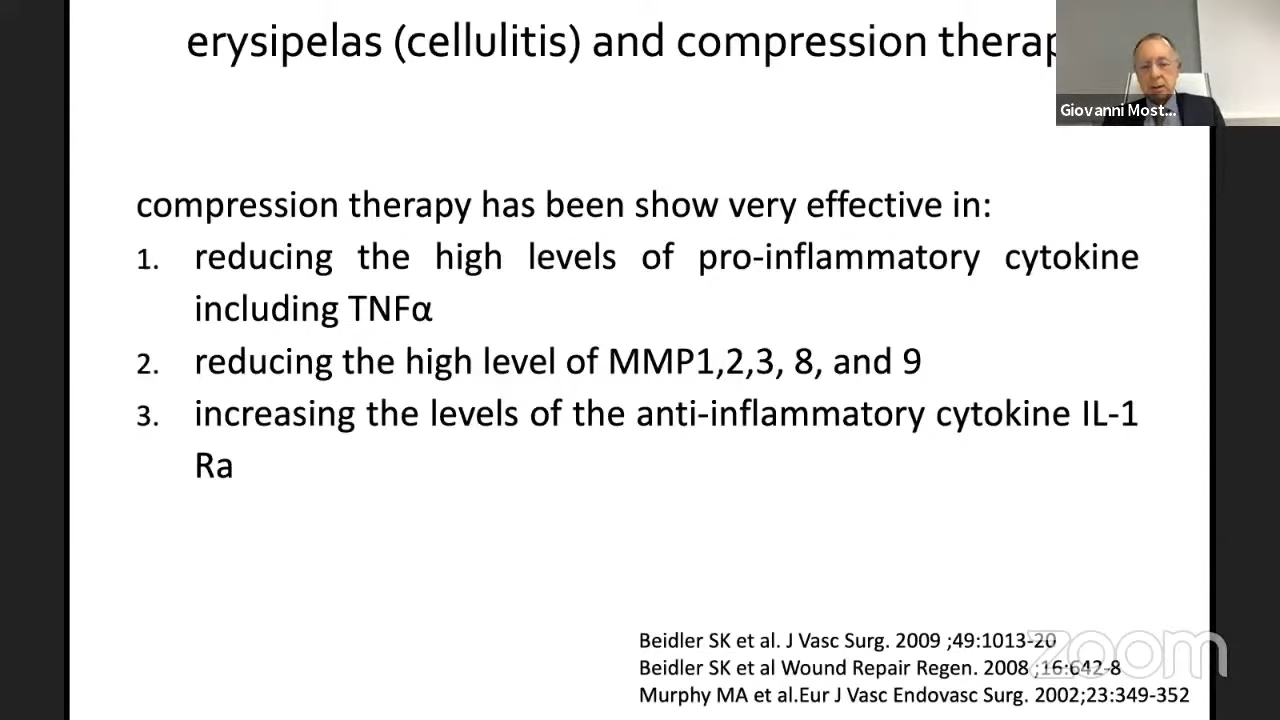 erysipelas (cellulitis) and compression therap
Giovanni Most...
compression therapy has been show very effective in:
1. reducing the high levels of pro-inflammatory cytokine
including TNFα
2. reducing the high level of MMP1,2,3, 8, and 9
3. increasing the levels of the anti-inflammatory cytokine IL-1
Ra
Beidler SK et al. J Vasc Surg. 2009 ;49:1013-20
Beidler SK et al Wound Repair Regen. 2008 ;16:642-8
Murphy MA et al.Eur J Vasc Endovasc Surg. 2002;23:349-352
zoom